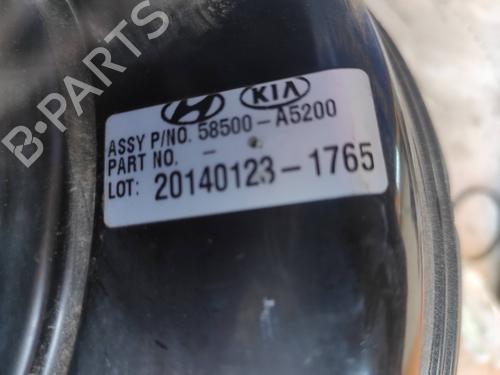 B-PARTS
KIA
ASSY P/NO. 58500-A5200
PART NO. -
LOT: 20140123-1765